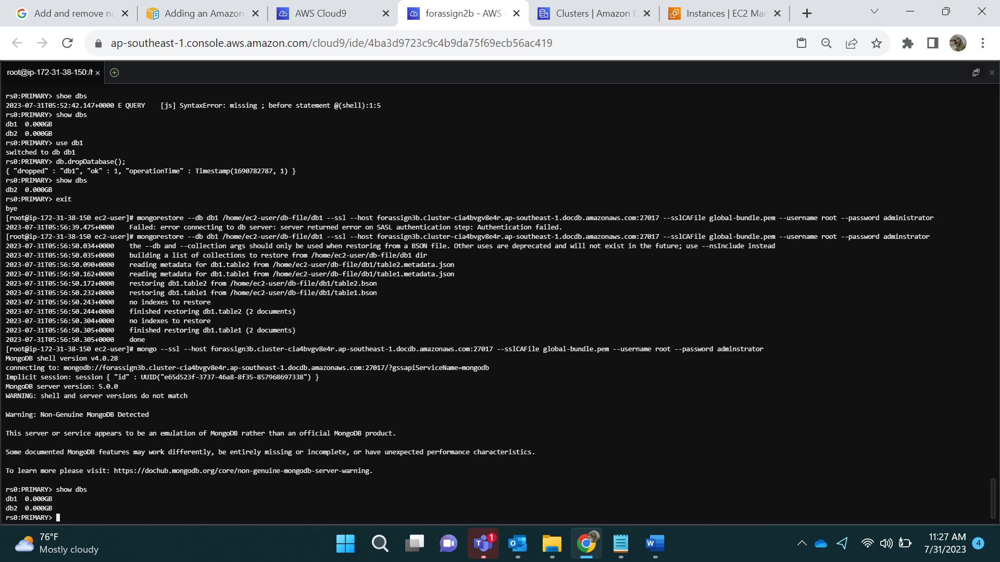 Add and remove no
Adding an Amazon
AWS Cloud9
forassign2b - AWS
Clusters | Amazon D
Instances | EC2 Mar
ap-southeast-1.console.aws.amazon.com/cloud9/ide/4ba3d9723c9c4b9da75f69ecb56ac419
root@ip-172-31-38-150:/h
rs0:PRIMARY> shoe dbs
2023-07-31T05:52:42.147+0000 E QUERY    [js] SyntaxError: missing ; before statement @(shell):1:5
rs0:PRIMARY> show dbs
db1  0.000GB
db2  0.000GB
rs0:PRIMARY> use db1
switched to db db1
rs0:PRIMARY> db.dropDatabase();
{ "dropped" : "db1", "ok" : 1, "operationTime" : Timestamp(1690782787, 1) }
rs0:PRIMARY> show dbs
db2  0.000GB
rs0:PRIMARY> exit
bye
[root@ip-172-31-38-150 ec2-user]# mongorestore --db db1 /home/ec2-user/db-file/db1 --ssl --host forassign3b.cluster-cia4bvgv8e4r.ap-southeast-1.docdb.amazonaws.com:27017 --sslCAFile global-bundle.pem --username root --password administrator
2023-07-31T05:56:39.475+0000    Failed: error connecting to db server: server returned error on SASL authentication step: Authentication failed.
[root@ip-172-31-38-150 ec2-user]# mongorestore --db db1 /home/ec2-user/db-file/db1 --ssl --host forassign3b.cluster-cia4bvgv8e4r.ap-southeast-1.docdb.amazonaws.com:27017 --sslCAFile global-bundle.pem --username root --password adminstrator
2023-07-31T05:56:50.034+0000    the --db and --collection args should only be used when restoring from a BSON file. Other uses are deprecated and will not exist in the future; use --nsInclude instead
2023-07-31T05:56:50.035+0000    building a list of collections to restore from /home/ec2-user/db-file/db1 dir
2023-07-31T05:56:50.090+0000    reading metadata for db1.table2 from /home/ec2-user/db-file/db1/table2.metadata.json
2023-07-31T05:56:50.162+0000    reading metadata for db1.table1 from /home/ec2-user/db-file/db1/table1.metadata.json
2023-07-31T05:56:50.172+0000    restoring db1.table2 from /home/ec2-user/db-file/db1/table2.bson
2023-07-31T05:56:50.232+0000    restoring db1.table1 from /home/ec2-user/db-file/db1/table1.bson
2023-07-31T05:56:50.243+0000    no indexes to restore
2023-07-31T05:56:50.244+0000    finished restoring db1.table2 (2 documents)
2023-07-31T05:56:50.304+0000    no indexes to restore
2023-07-31T05:56:50.305+0000    finished restoring db1.table1 (2 documents)
2023-07-31T05:56:50.305+0000    done
[root@ip-172-31-38-150 ec2-user]# mongo --ssl --host forassign3b.cluster-cia4bvgv8e4r.ap-southeast-1.docdb.amazonaws.com:27017 --sslCAFile global-bundle.pem --username root --password adminstrator
MongoDB shell version v4.0.28
connecting to: mongodb://forassign3b.cluster-cia4bvgv8e4r.ap-southeast-1.docdb.amazonaws.com:27017/?gssapiServiceName=mongodb
Implicit session: session { "id" : UUID("e65d523f-3737-46a8-8f35-857968697338") }
MongoDB server version: 5.0.0
WARNING: shell and server versions do not match
Warning: Non-Genuine MongoDB Detected
This server or service appears to be an emulation of MongoDB rather than an official MongoDB product.
Some documented MongoDB features may work differently, be entirely missing or incomplete, or have unexpected performance characteristics.
To learn more please visit: https://dochub.mongodb.org/core/non-genuine-mongodb-server-warning.
rs0:PRIMARY> show dbs
db1  0.000GB
db2  0.000GB
rs0:PRIMARY>
76°F
Mostly cloudy
1
11:27 AM
7/31/2023
4